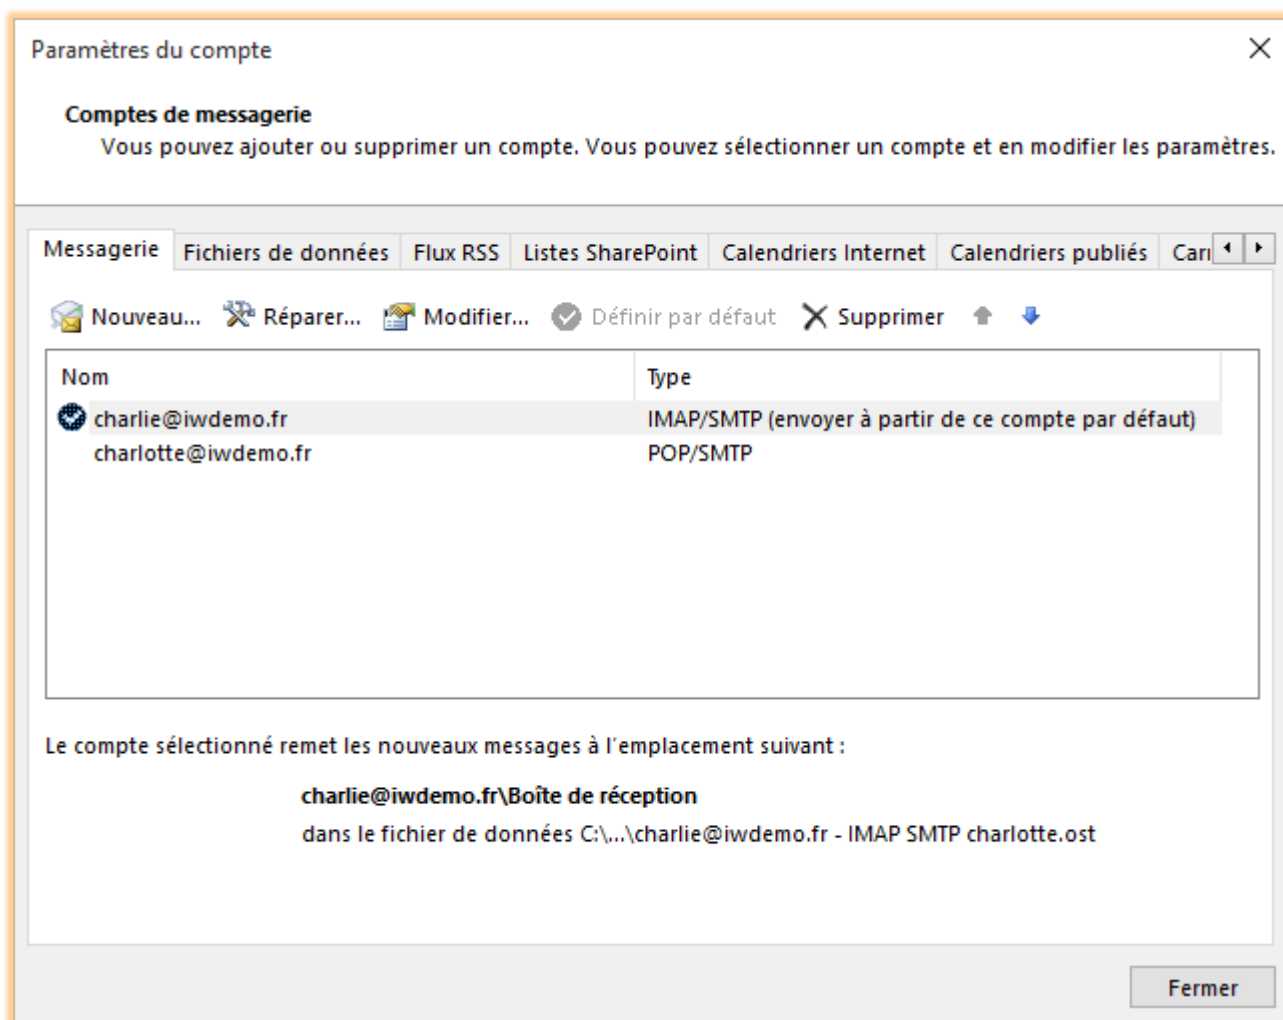 Paramètres du compte
Comptes de messagerie
Vous pouvez ajouter ou supprimer un compte. Vous pouvez sélectionner un compte et en modifier les paramètres.
Messagerie Fichiers de données Flux RSS Listes SharePoint Calendriers Internet Calendriers publiés
Nouveau... Réparer... Modifier... Définir par défaut Supprimer
Nom Type
charlie@iwdemo.fr IMAP/SMTP (envoyer à partir de ce compte par défaut)
charlotte@iwdemo.fr POP/SMTP
Le compte sélectionné remet les nouveaux messages à l'emplacement suivant :
charlie@iwdemo.fr\Boîte de réception
dans le fichier de données C:\...\charlie@iwdemo.fr - IMAP SMTP charlotte.ost
Fermer